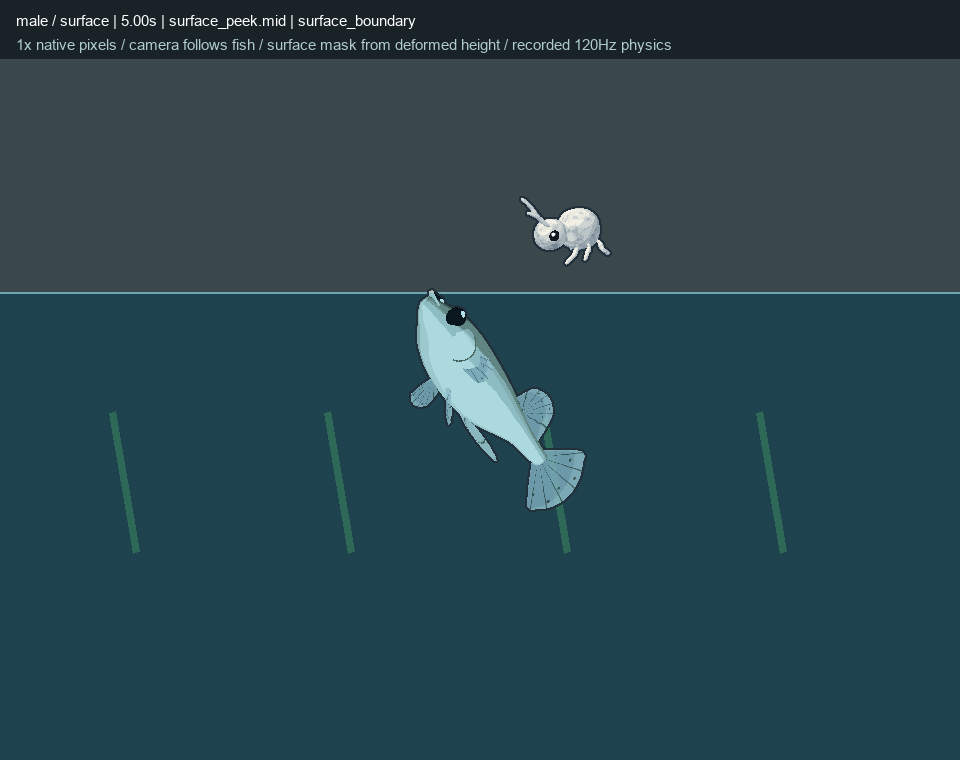 male / surface | 5.00s | surface_peek.mid | surface_boundary
1x native pixels / camera follows fish / surface mask from deformed height / recorded 120Hz physics